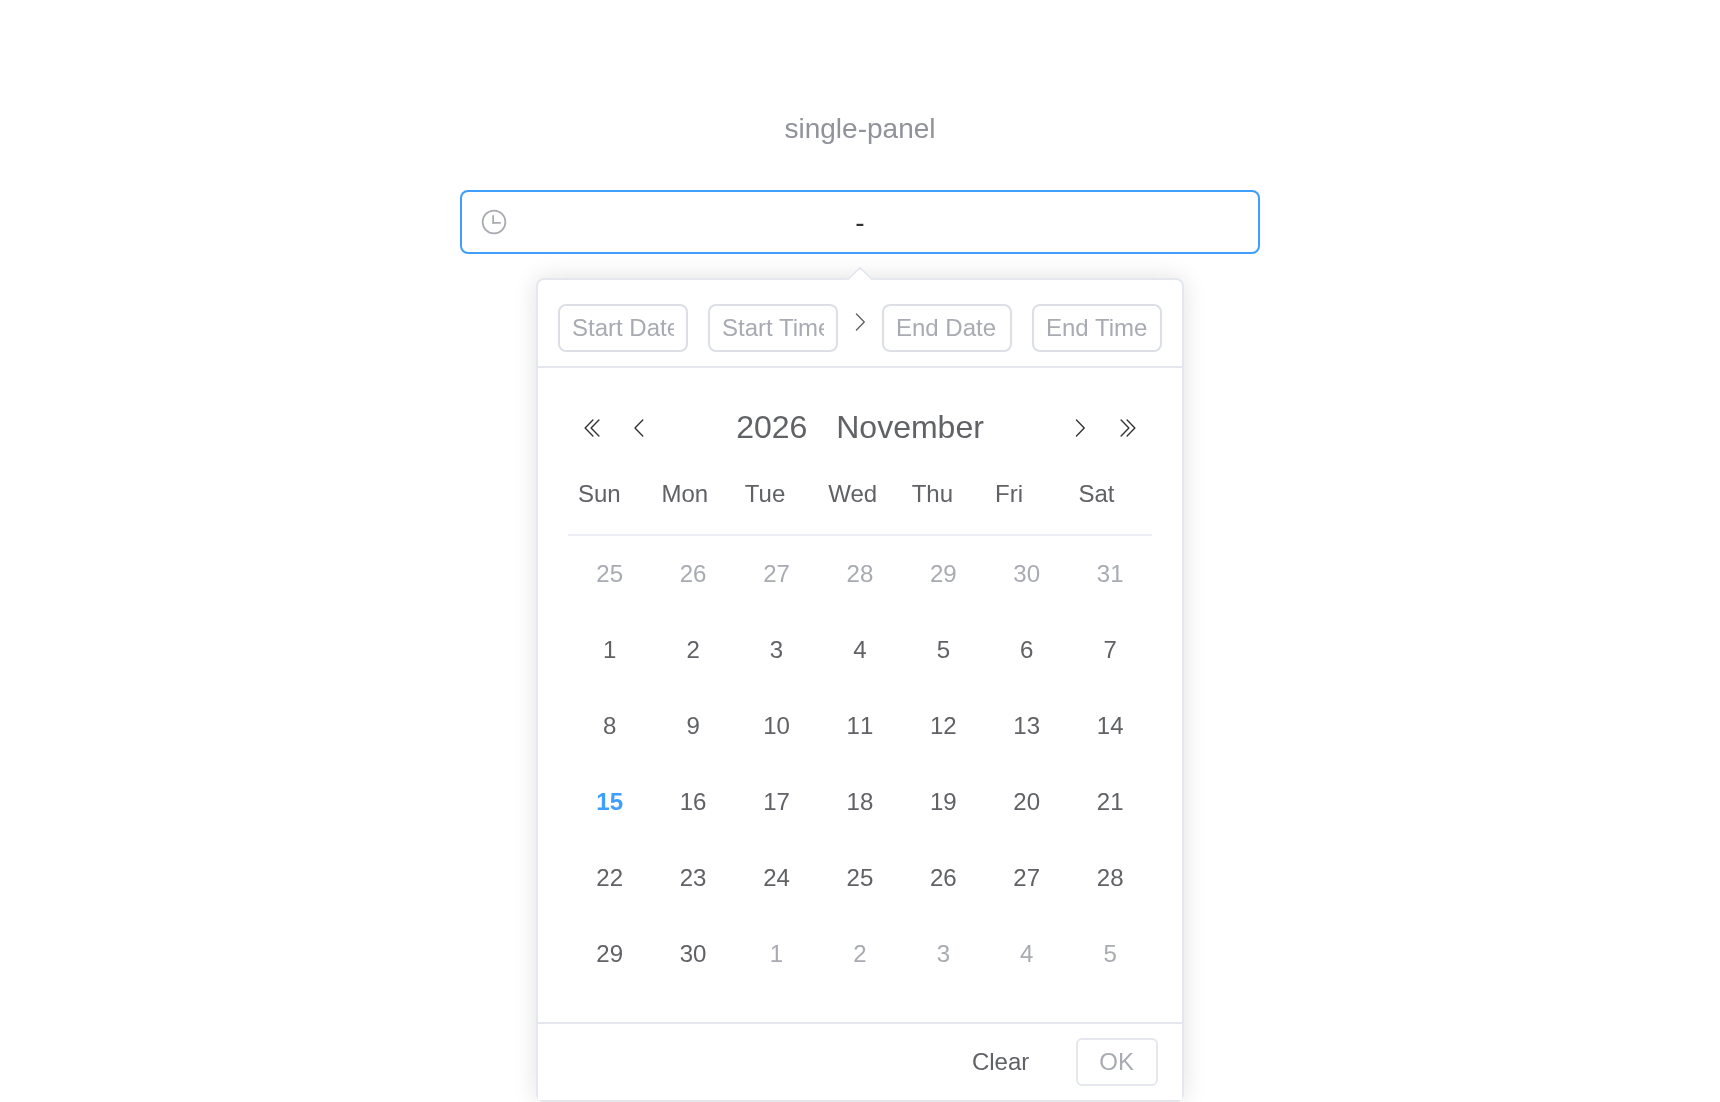 single-panel
-
Start Date Start Time End Date End Time
2026 November
Sun Mon Tue Wed Thu Fri Sat
25 26 27 28 29 30 31
1 2 3 4 5 6 7
8 9 10 11 12 13 14
15 16 17 18 19 20 21
22 23 24 25 26 27 28
29 30 1 2 3 4 5
Clear OK